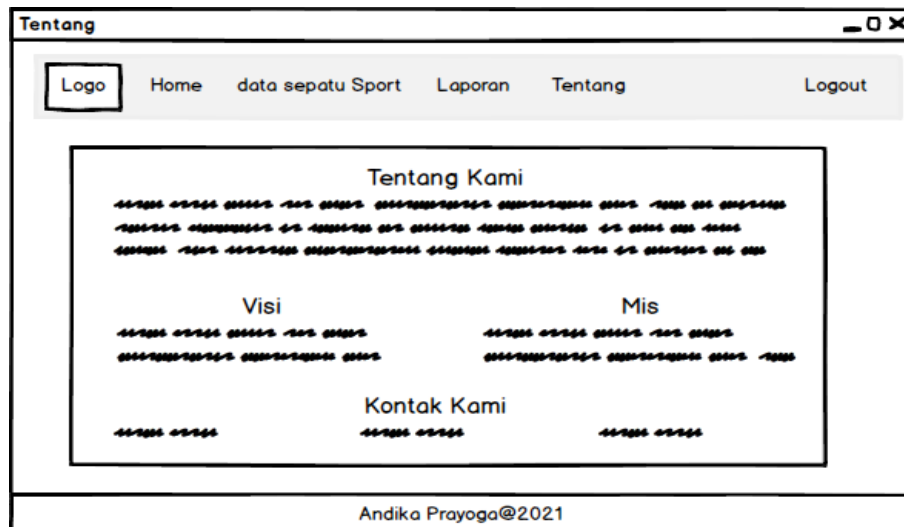 Tentang
Logo Home data sepatu Sport Laporan Tentang Logout
Tentang Kami
Visi Mis
Kontak Kami
Andika Prayoga@2021